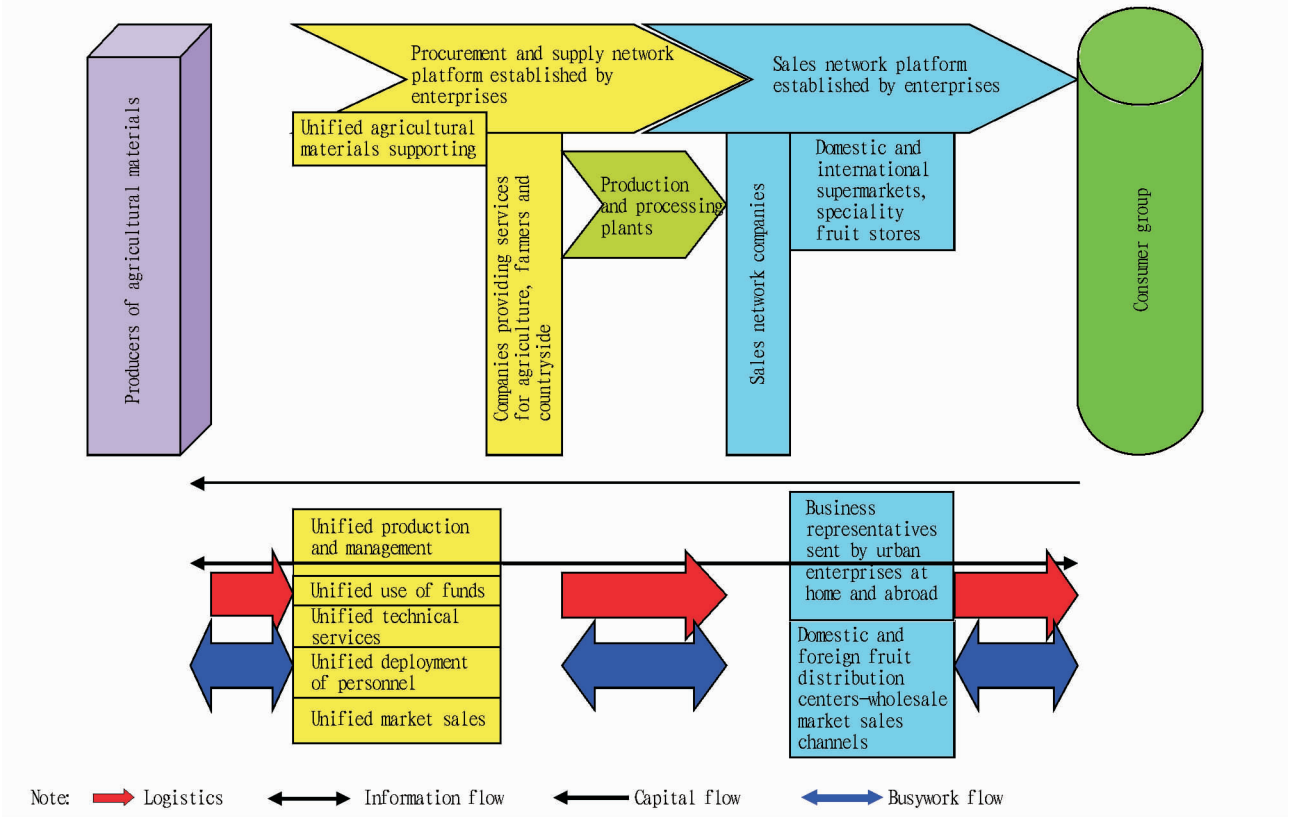 Producers of agricultural materials
Procurement and supply network
platform established by
enterprises
Sales network platform
established by enterprises
Unified agricultural
materials supporting
Companies providing services
for agriculture, farmers and
countryside
Production
and processing
plants
Sales network companies
Domestic and
international
supermarkets,
speciality
fruit stores
Consumer group
Unified production
and management
Unified use of funds
Unified technical
services
Unified deployment
of personnel
Unified market sales
Business
representatives
sent by urban
enterprises at
home and abroad
Domestic and
foreign fruit
distribution
centers—wholesale
market sales
channels
Note: Logistics Information flow Capital flow Busywork flow